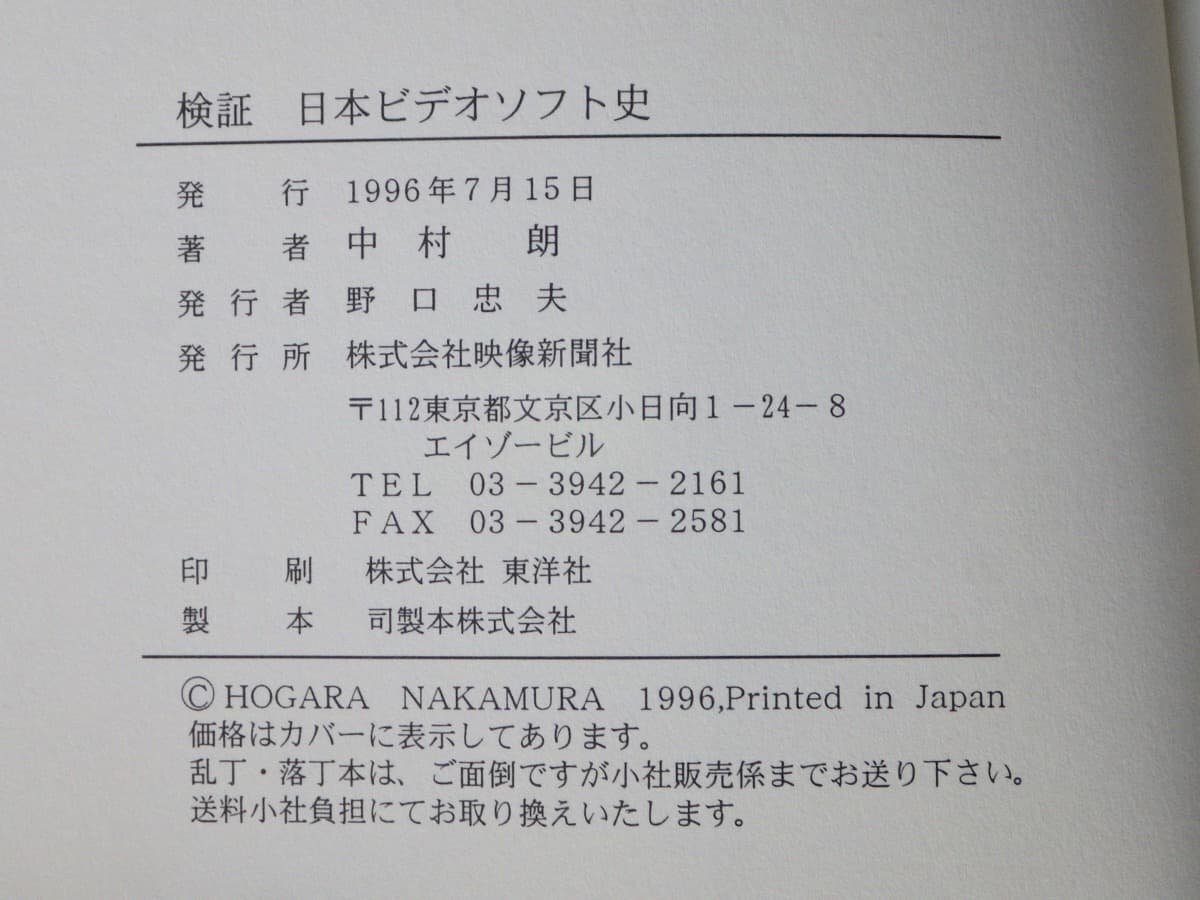 検証　日本ビデオソフト史
発　　行　1996年7月15日
著　　者　中　村　　朗
発 行 者　野　口　忠　夫
発 行 所　株式会社映像新聞社
〒112東京都文京区小日向1－24－8
エイゾービル
TEL　03－3942－2161
FAX　03－3942－2581
印　　刷　株式会社 東洋社
製　　本　司製本株式会社
©HOGARA　NAKAMURA　1996,Printed in Japan
価格はカバーに表示してあります。
乱丁・落丁本は、ご面倒ですが小社販売係までお送り下さい。
送料小社負担にてお取り換えいたします。